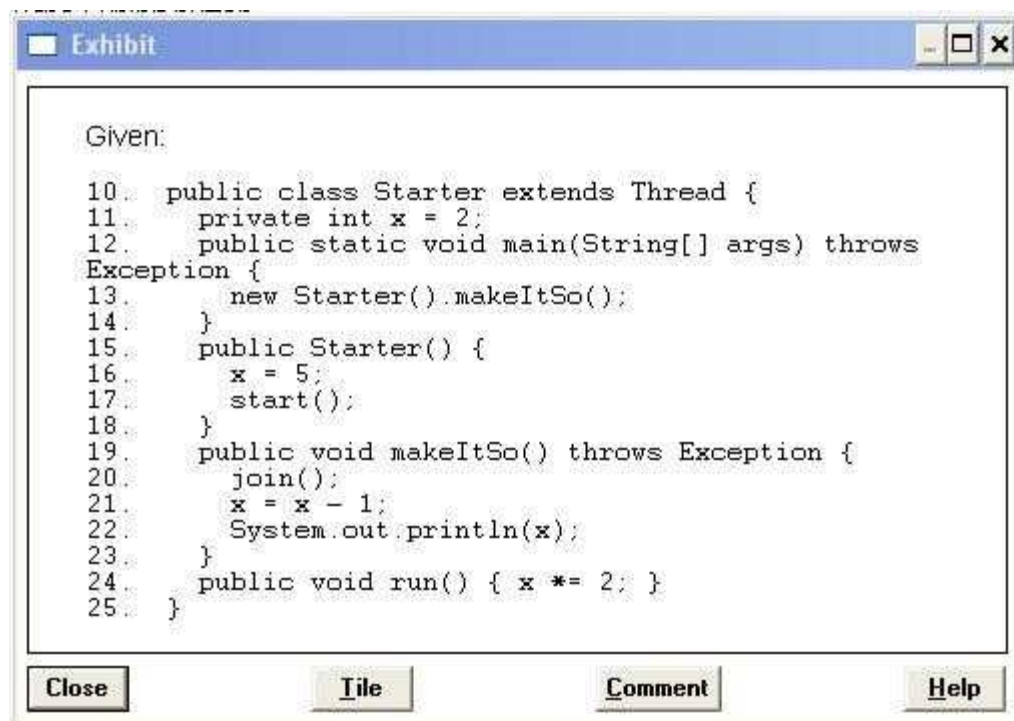 Exhibit
Given:
10. public class Starter extends Thread {
11. private int x = 2;
12. public static void main(String[] args) throws
Exception {
13. new Starter().makeItSo();
14. }
15. public Starter() {
16. x = 5;
17. start();
18. }
19. public void makeItSo() throws Exception {
20. join();
21. x = x - 1;
22. System.out.println(x);
23. }
24. public void run() { x *= 2; }
25. }
Close Tile Comment Help